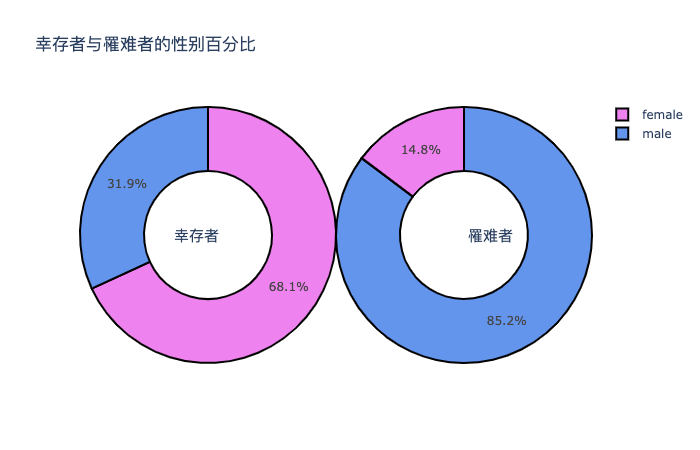 幸存者与罹难者的性别百分比
female
male
14.8%
31.9%
幸存者
罹难者
68.1%
85.2%